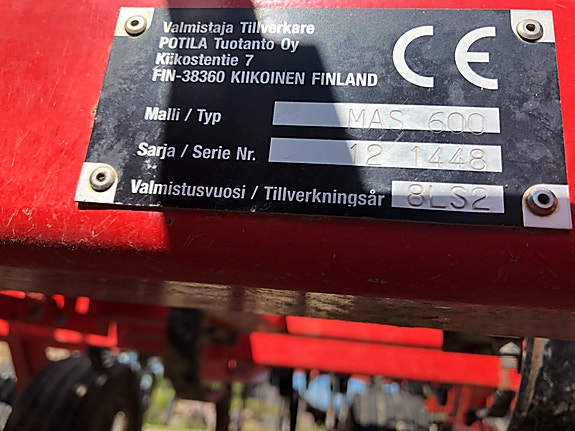 Valmistaja Tillverkare
POTILA Tuotanto Oy
Kiikostentie 7
FIN-38360 KIIKOINEN FINLAND
CE
Malli / Typ MAS 600
Sarja / Serie Nr. 12 1448
Valmistusvuosi / Tillverkningsår 8LS2